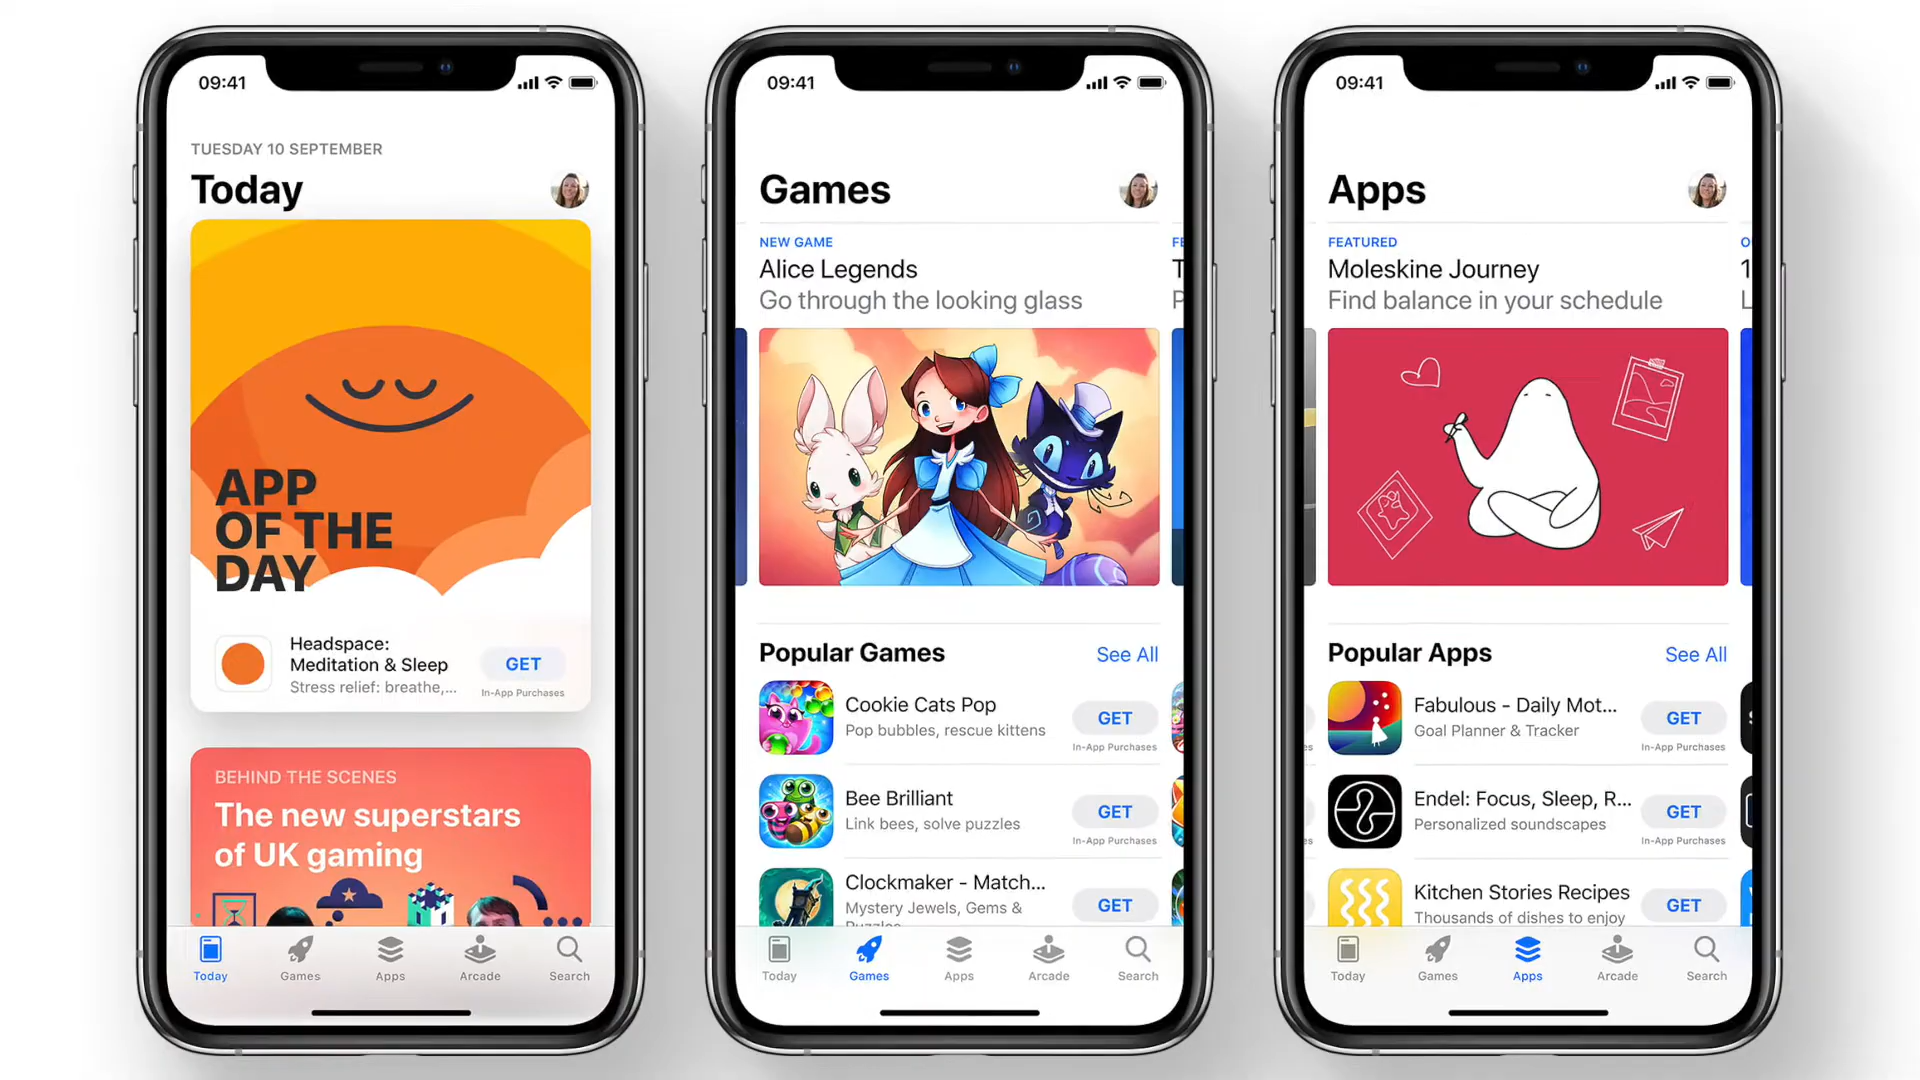 09:41
TUESDAY 10 SEPTEMBER
Today
APP
OF THE
DAY
Headspace:
Meditation & Sleep
Stress relief: breathe,...
GET
In-App Purchases
BEHIND THE SCENES
The new superstars
of UK gaming
Today
Games
Apps
Arcade
Search
09:41
Games
NEW GAME
Alice Legends
Go through the looking glass
Popular Games
See All
Cookie Cats Pop
Pop bubbles, rescue kittens
GET
In-App Purchases
Bee Brilliant
Link bees, solve puzzles
GET
In-App Purchases
Clockmaker - Match...
Mystery Jewels, Gems &
Puzzles
GET
Today
Games
Apps
Arcade
Search
09:41
Apps
FEATURED
Moleskine Journey
Find balance in your schedule
Popular Apps
See All
Fabulous - Daily Mot...
Goal Planner & Tracker
GET
In-App Purchases
Endel: Focus, Sleep, R...
Personalized soundscapes
GET
In-App Purchases
Kitchen Stories Recipes
Thousands of dishes to enjoy
GET
Today
Games
Apps
Arcade
Search